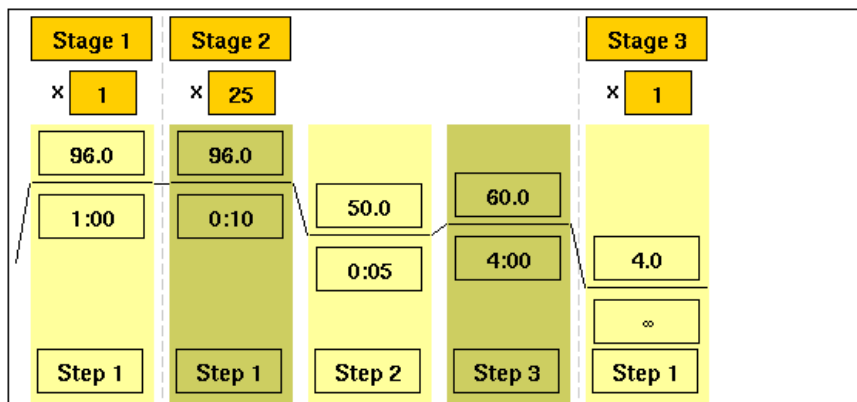 Stage 1 Stage 2 Stage 3
x 1 x 25 x 1
96.0 96.0 50.0 60.0 4.0
1:00 0:10 0:05 4:00 ∞
Step 1 Step 1 Step 2 Step 3 Step 1